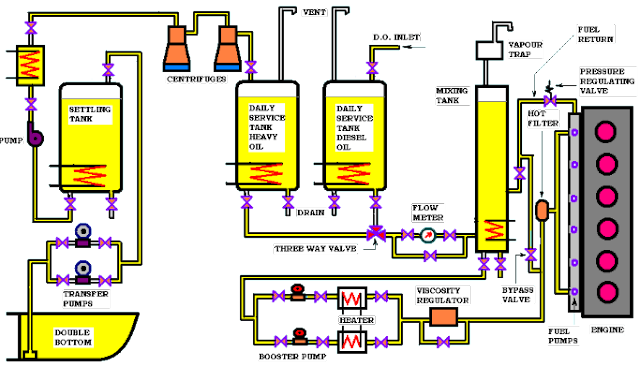 VENT
D.O. INLET
VAPOUR
TRAP
FUEL
RETURN
PRESSURE
REGULATING
VALVE
CENTRIFUGES
MIXING
TANK
HOT
FILTER
SETTLING
TANK
DAILY
SERVICE
TANK
HEAVY
OIL
DAILY
SERVICE
TANK
DIESEL
OIL
PUMP
DRAIN
FLOW
METER
THREE WAY VALVE
TRANSFER
PUMPS
VISCOSITY
REGULATOR
BYPASS
VALVE
HEATER
DOUBLE
BOTTOM
BOOSTER PUMP
FUEL
PUMPS
ENGINE